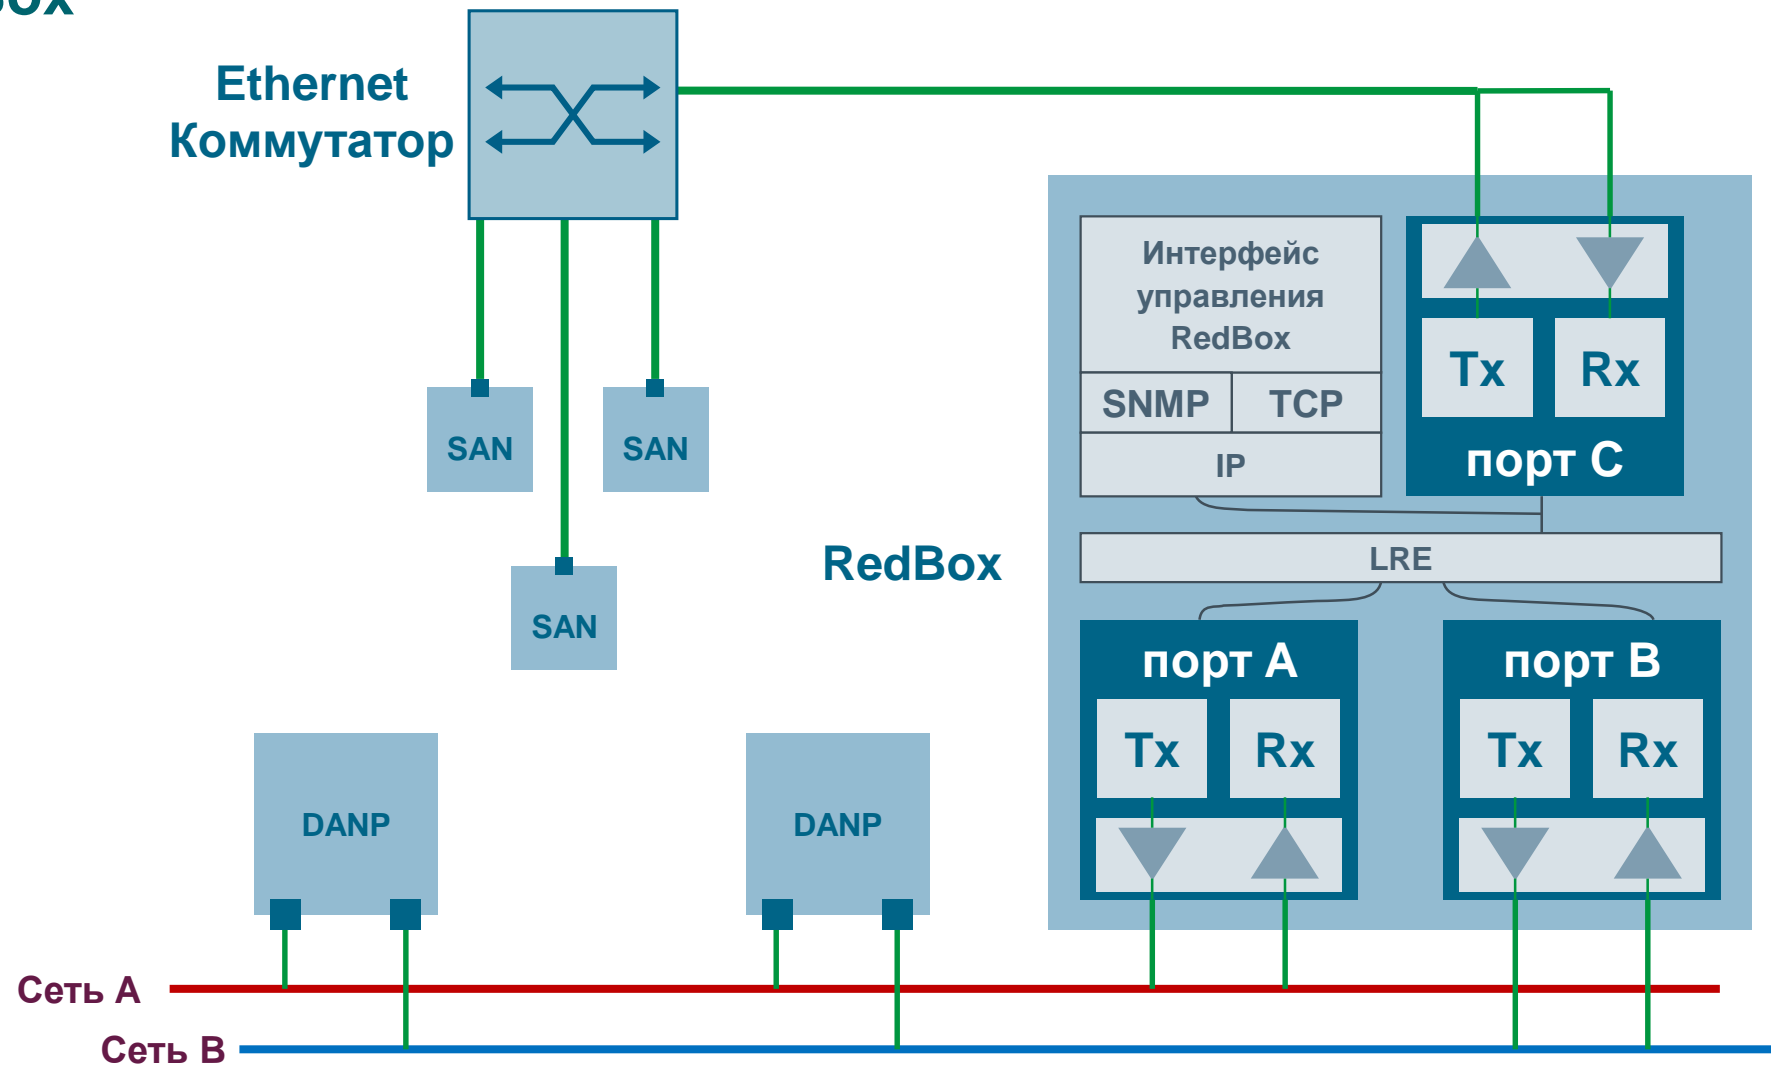 Ethernet
Коммутатор
Интерфейс
управления
RedBox
SNMP
TCP
IP
Tx
Rx
порт C
SAN
SAN
SAN
RedBox
LRE
порт A
порт B
Tx
Rx
Tx
Rx
DANP
DANP
Сеть A
Сеть B